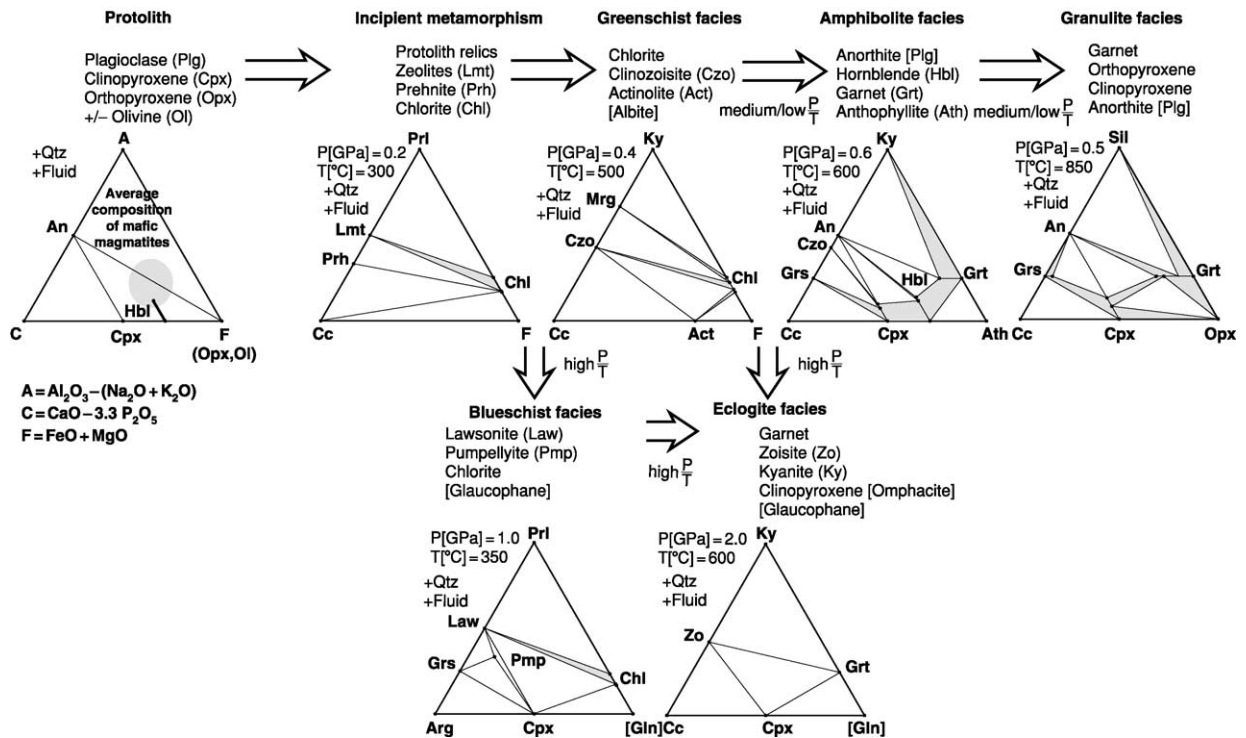 Protolith
Plagioclase (Plg)
Clinopyroxene (Cpx)
Orthopyroxene (Opx)
+/– Olivine (Ol)
A
+Qtz
+Fluid
Average
composition
of mafic
magmatites
An
Hbl
C
Cpx
F
(Opx,Ol)
A = Al₂O₃–(Na₂O + K₂O)
C = CaO – 3.3 P₂O₅
F = FeO + MgO
Incipient metamorphism
Protolith relics
Zeolites (Lmt)
Prehnite (Prh)
Chlorite (Chl)
Prl
P[GPa] = 0.2
T[°C] = 300
+Qtz
+Fluid
Lmt
Prh
Chl
Cc
F
Greenschist facies
Chlorite
Clinozoisite (Czo)
Actinolite (Act)
[Albite]
Ky
P[GPa] = 0.4
T[°C] = 500
+Qtz
+Fluid
Mrg
Czo
Chl
Cc
Act
F
medium/low P/T
Amphibolite facies
Anorthite [Plg]
Hornblende (Hbl)
Garnet (Grt)
Anthophyllite (Ath)
Ky
P[GPa] = 0.6
T[°C] = 600
+Qtz
+Fluid
An
Czo
Grs
Hbl
Grt
Cc
Cpx
Ath
medium/low P/T
Granulite facies
Garnet
Orthopyroxene
Clinopyroxene
Anorthite [Plg]
Sil
P[GPa] = 0.5
T[°C] = 850
+Qtz
+Fluid
An
Grs
Grt
Cc
Cpx
Opx
high P/T
high P/T
Blueschist facies
Lawsonite (Law)
Pumpellyite (Pmp)
Chlorite
[Glaucophane]
Prl
P[GPa] = 1.0
T[°C] = 350
+Qtz
+Fluid
Law
Grs
Pmp
Chl
Arg
Cpx
[Gln]
high P/T
Eclogite facies
Garnet
Zoisite (Zo)
Kyanite (Ky)
Clinopyroxene [Omphacite]
[Glaucophane]
Ky
P[GPa] = 2.0
T[°C] = 600
+Qtz
+Fluid
Zo
Grt
Cc
Cpx
[Gln]